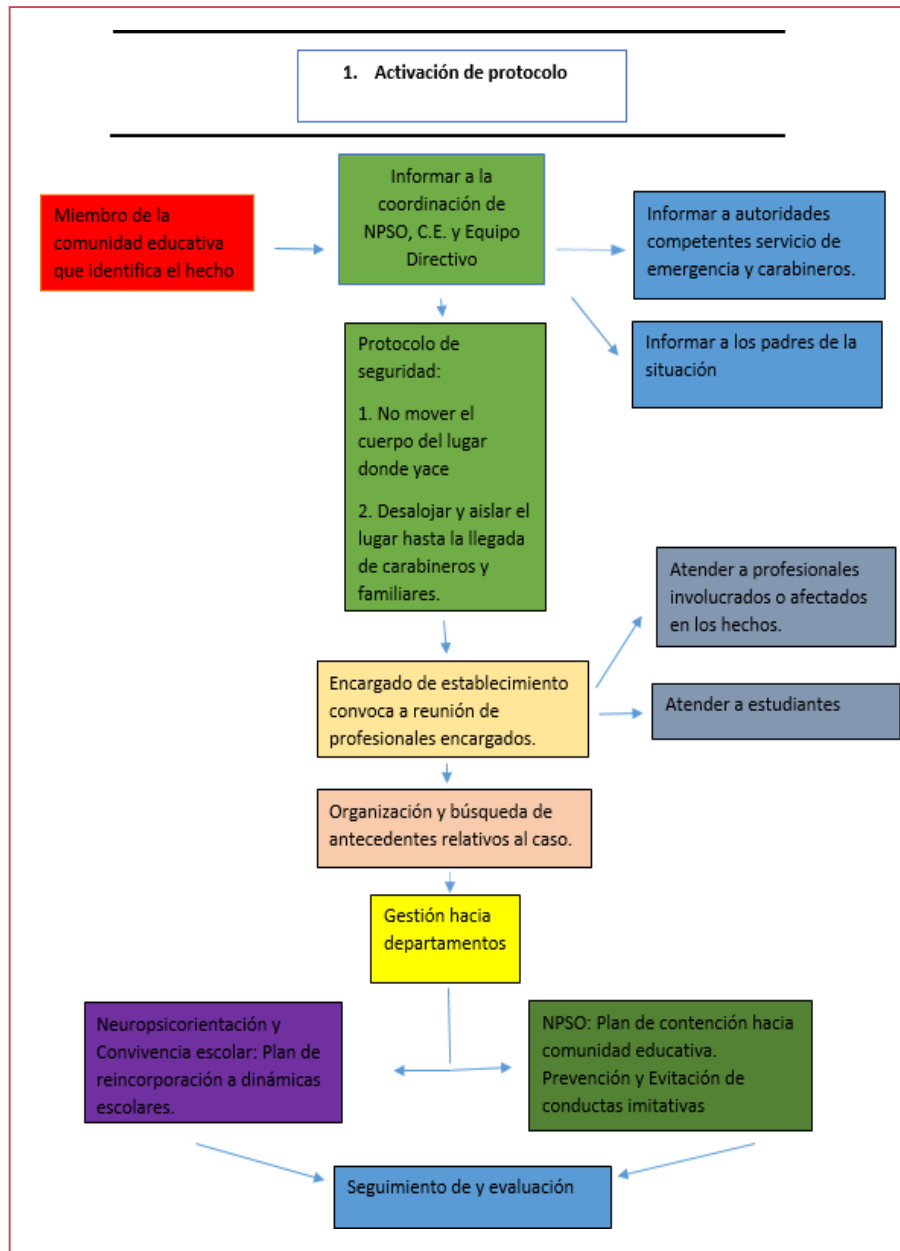 1. Activación de protocolo
Miembro de la
comunidad educativa
que identifica el hecho
Informar a la
coordinación de
NPSO, C.E. y Equipo
Directivo
Informar a autoridades
competentes servicio de
emergencia y carabineros.
Informar a los padres de la
situación
Protocolo de
seguridad:
1. No mover el
cuerpo del lugar
donde yace
2. Desalojar y aislar el
lugar hasta la llegada
de carabineros y
familiares.
Atender a profesionales
involucrados o afectados
en los hechos.
Encargado de establecimiento
convoca a reunión de
profesionales encargados.
Atender a estudiantes
Organización y búsqueda de
antecedentes relativos al caso.
Gestión hacia
departamentos
Neuropsicorientación y
Convivencia escolar: Plan de
reincorporación a dinámicas
escolares.
NPSO: Plan de contención hacia
comunidad educativa.
Prevención y Evitación de
conductas imitativas
Seguimiento de y evaluación